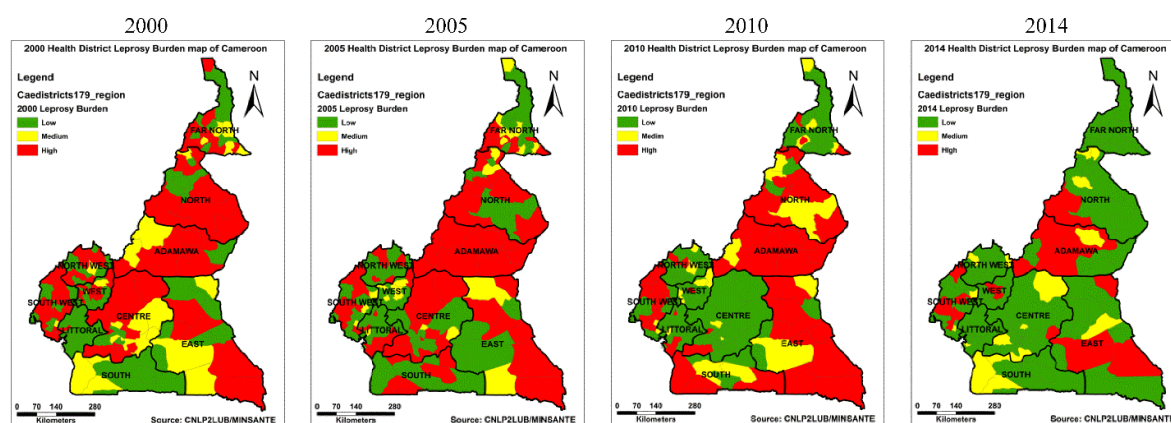 2000
2005
2010
2014
2000 Health District Leprosy Burden map of Cameroon
Legend
Caedistricts179_region
2000 Leprosy Burden
Low
Medium
High
N
FAR NORTH
NORTH
ADAMAWA
NORTH WEST
WEST
SOUTH WEST
CENTRE
LITTORAL
EAST
SOUTH
0 70 140 280
Kilometers
Source: CNLP2LUB/MINSANTE
2005 Health District Leprosy Burden map of Cameroon
Legend
Caedistricts179_region
2005 Leprosy Burden
Low
Medium
High
N
FAR NORTH
NORTH
ADAMAWA
NORTH WEST
WEST
SOUTH WEST
CENTRE
LITTORAL
EAST
SOUTH
0 70 140 280
Kilometers
Source: CNLP2LUB/MINSANTE
2010 Health District Leprosy Burden map of Cameroon
Legend
Caedistricts179_region
2010 Leprosy Burden
Low
Medim
High
N
FAR NORTH
NORTH
ADAMAWA
NORTH WEST
WEST
SOUTH WEST
CENTRE
LITTORAL
EAST
SOUTH
0 70 140 280
Kilometers
Source: CNLP2LUB/MINSANTE
2014 Health District Leprosy Burden map of Cameroon
Legend
Caedistricts179_region
2014 Leprosy Burden
Low
Medium
High
N
FAR NORTH
NORTH
ADAMAWA
NORTH WEST
WEST
SOUTH WEST
CENTRE
LITTORAL
EAST
SOUTH
0 70 140 280
Kilometers
Source: CNLP2LUB/MINSANTE